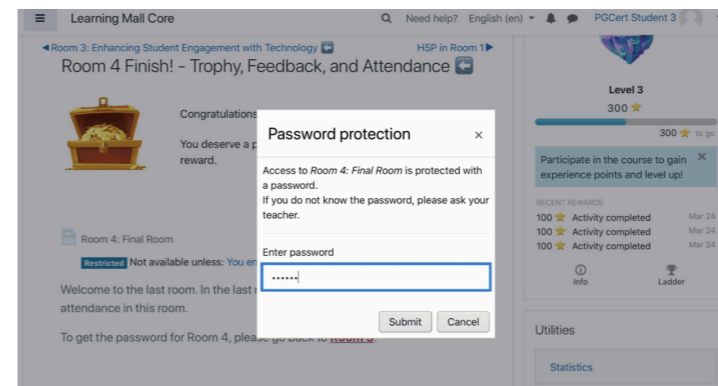 Learning Mall Core
Need help? English (en)
PGCert Student 3
Room 3: Enhancing Student Engagement with Technology
H5P in Room 1
Room 4 Finish! - Trophy, Feedback, and Attendance
Congratulations
You deserve a
reward.
Room 4: Final Room
Restricted Not available unless: You
Welcome to the last room. In the last
attendance in this room.
To get the password for Room 4, please go back to Room 3.
Password protection
×
Access to Room 4: Final Room is protected with
a password.
If you do not know the password, please ask your
teacher.
Enter password
Submit
Cancel
Level 3
300
300 to go
Participate in the course to gain
experience points and level up!
×
RECENT REWARDS
100 Activity completed Mar 24
100 Activity completed Mar 24
100 Activity completed Mar 24
Info
Ladder
Utilities
Statistics